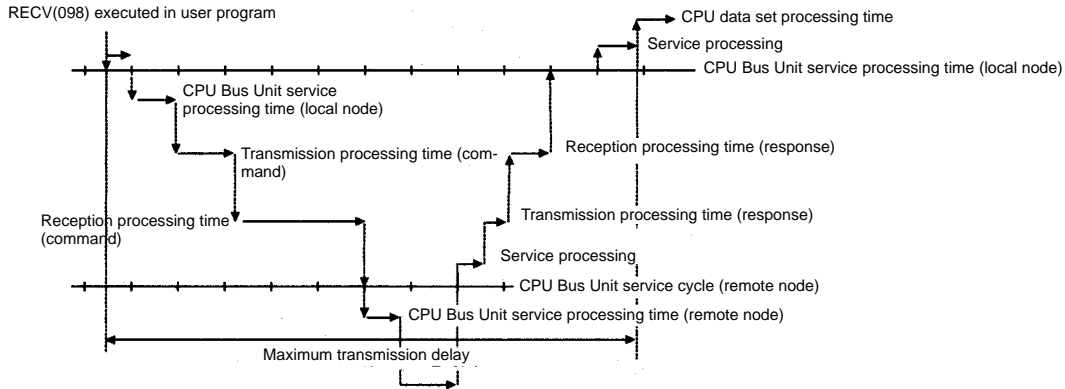 RECV(098) executed in user program
CPU data set processing time
Service processing
CPU Bus Unit service processing time (local node)
CPU Bus Unit service
processing time (local node)
Transmission processing time (com-
mand)
Reception processing time (response)
Reception processing time
(command)
Transmission processing time (response)
Service processing
CPU Bus Unit service cycle (remote node)
CPU Bus Unit service processing time (remote node)
Maximum transmission delay